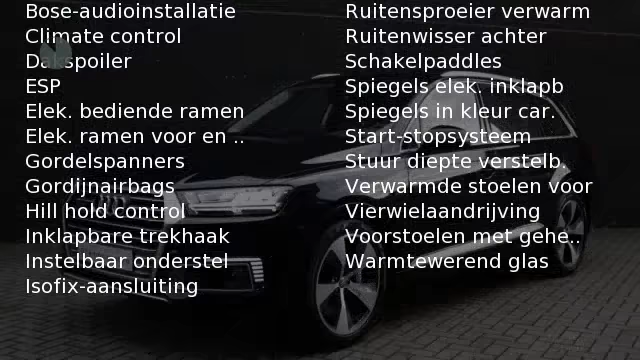 Bose-audioinstallatie
Climate control
Dakspoiler
ESP
Elek. bediende ramen
Elek. ramen voor en ..
Gordelspanners
Gordijnairbags
Hill hold control
Inklapbare trekhaak
Instelbaar onderstel
Isofix-aansluiting
Ruitensproeier verwarm
Ruitenwisser achter
Schakelpaddles
Spiegels elek. inklapb
Spiegels in kleur car.
Start-stopsysteem
Stuur diepte verstelb.
Verwarmde stoelen voor
Vierwielaandrijving
Voorstoelen met gehe..
Warmtewerend glas